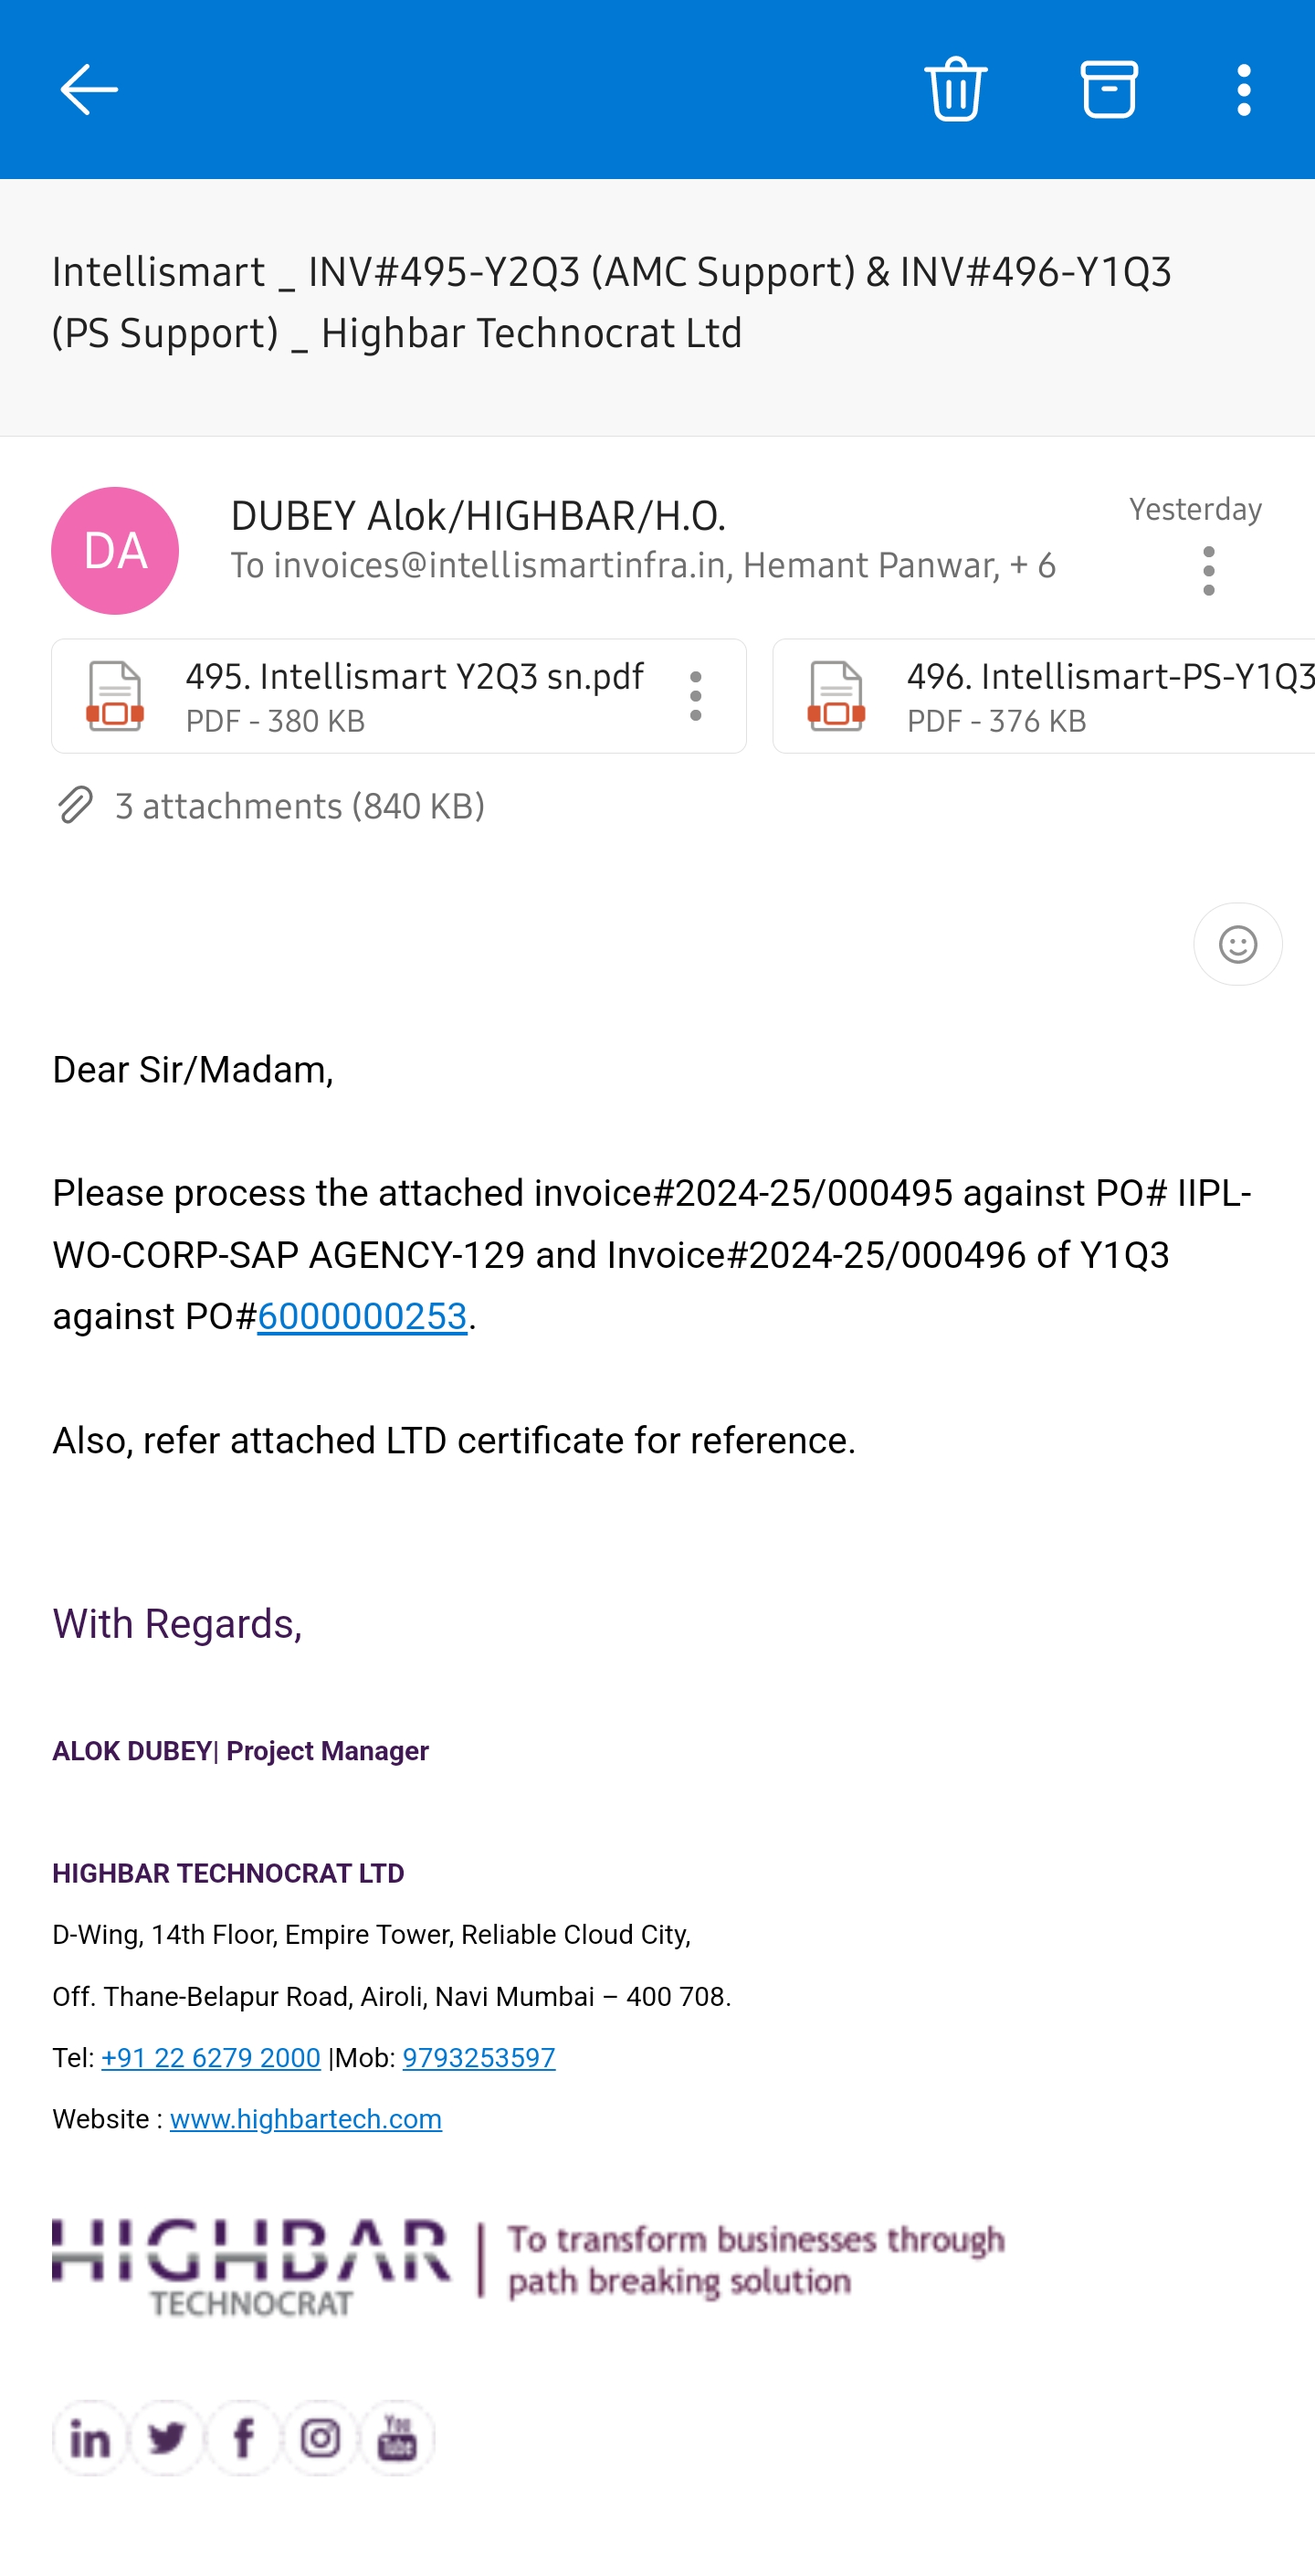 Intellismart _ INV#495-Y2Q3 (AMC Support) & INV#496-Y1Q3
(PS Support) _ Highbar Technocrat Ltd
DA
DUBEY Alok/HIGHBAR/H.O.
Yesterday
To invoices@intellismartinfra.in, Hemant Panwar, + 6
495. Intellismart Y2Q3 sn.pdf
PDF - 380 KB
496. Intellismart-PS-Y1Q3
PDF - 376 KB
3 attachments (840 KB)
Dear Sir/Madam,
Please process the attached invoice#2024-25/000495 against PO# IIPL-
WO-CORP-SAP AGENCY-129 and Invoice#2024-25/000496 of Y1Q3
against PO#6000000253.
Also, refer attached LTD certificate for reference.
With Regards,
ALOK DUBEY| Project Manager
HIGHBAR TECHNOCRAT LTD
D-Wing, 14th Floor, Empire Tower, Reliable Cloud City,
Off. Thane-Belapur Road, Airoli, Navi Mumbai – 400 708.
Tel: +91 22 6279 2000 |Mob: 9793253597
Website : www.highbartech.com
HIGHBAR
TECHNOCRAT
To transform businesses through
path breaking solution
in
f
You
Tube